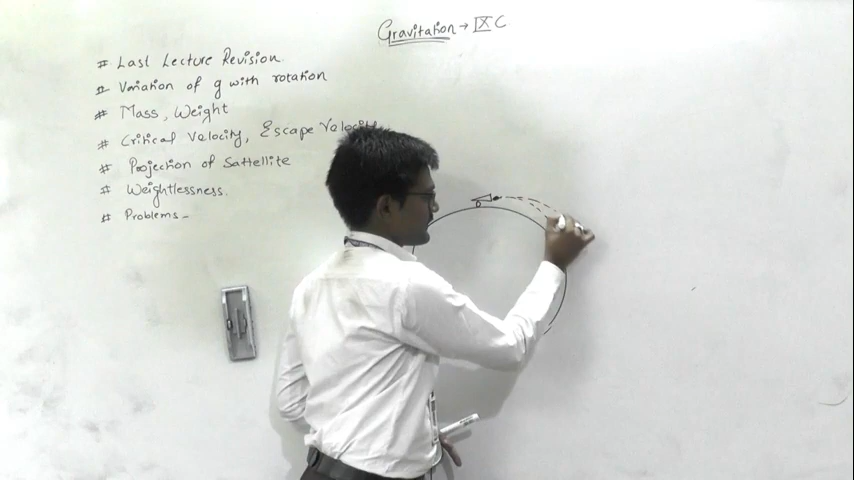 Gravitation → IX C
# Last Lecture Revision.
# Variation of g with rotation
# Mass, Weight
# Critical Velocity, Escape Velocity
# Projection of Sattellite
# Weightlessness.
# Problems -